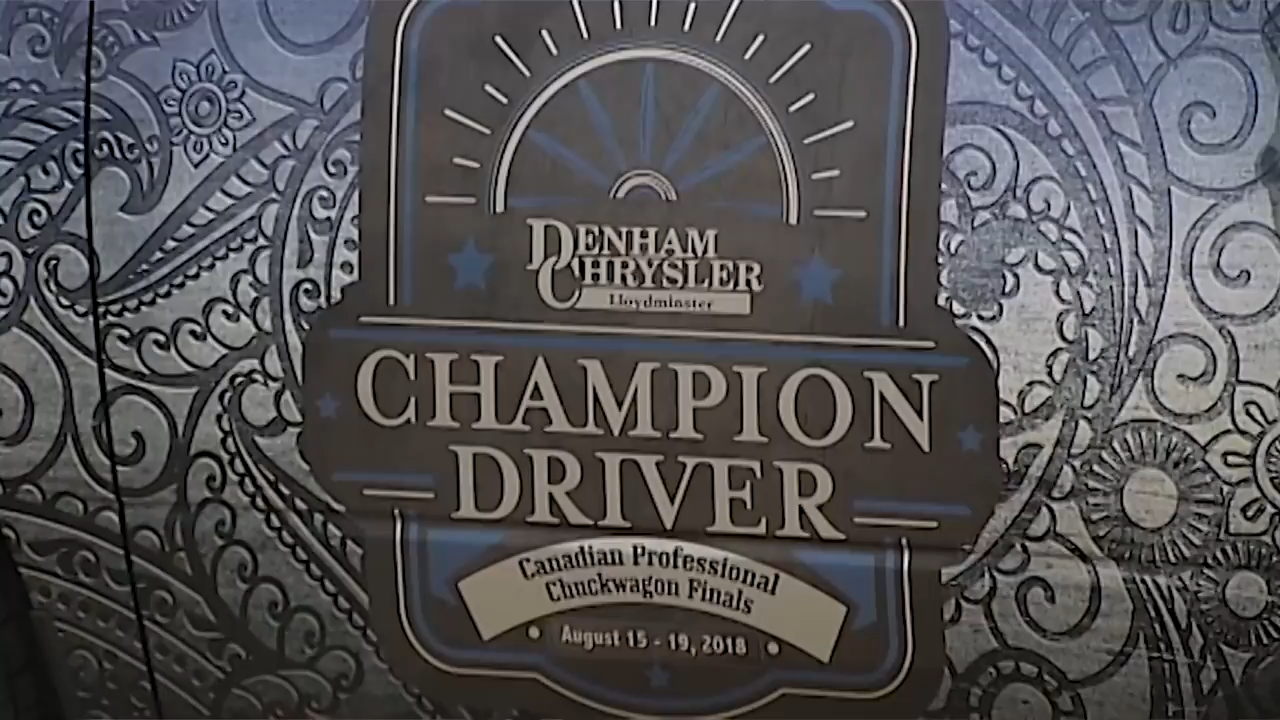 DENHAM
CHRYSLER
Lloydminster
CHAMPION
DRIVER
Canadian Professional
Chuckwagon Finals
August 15 - 19, 2018